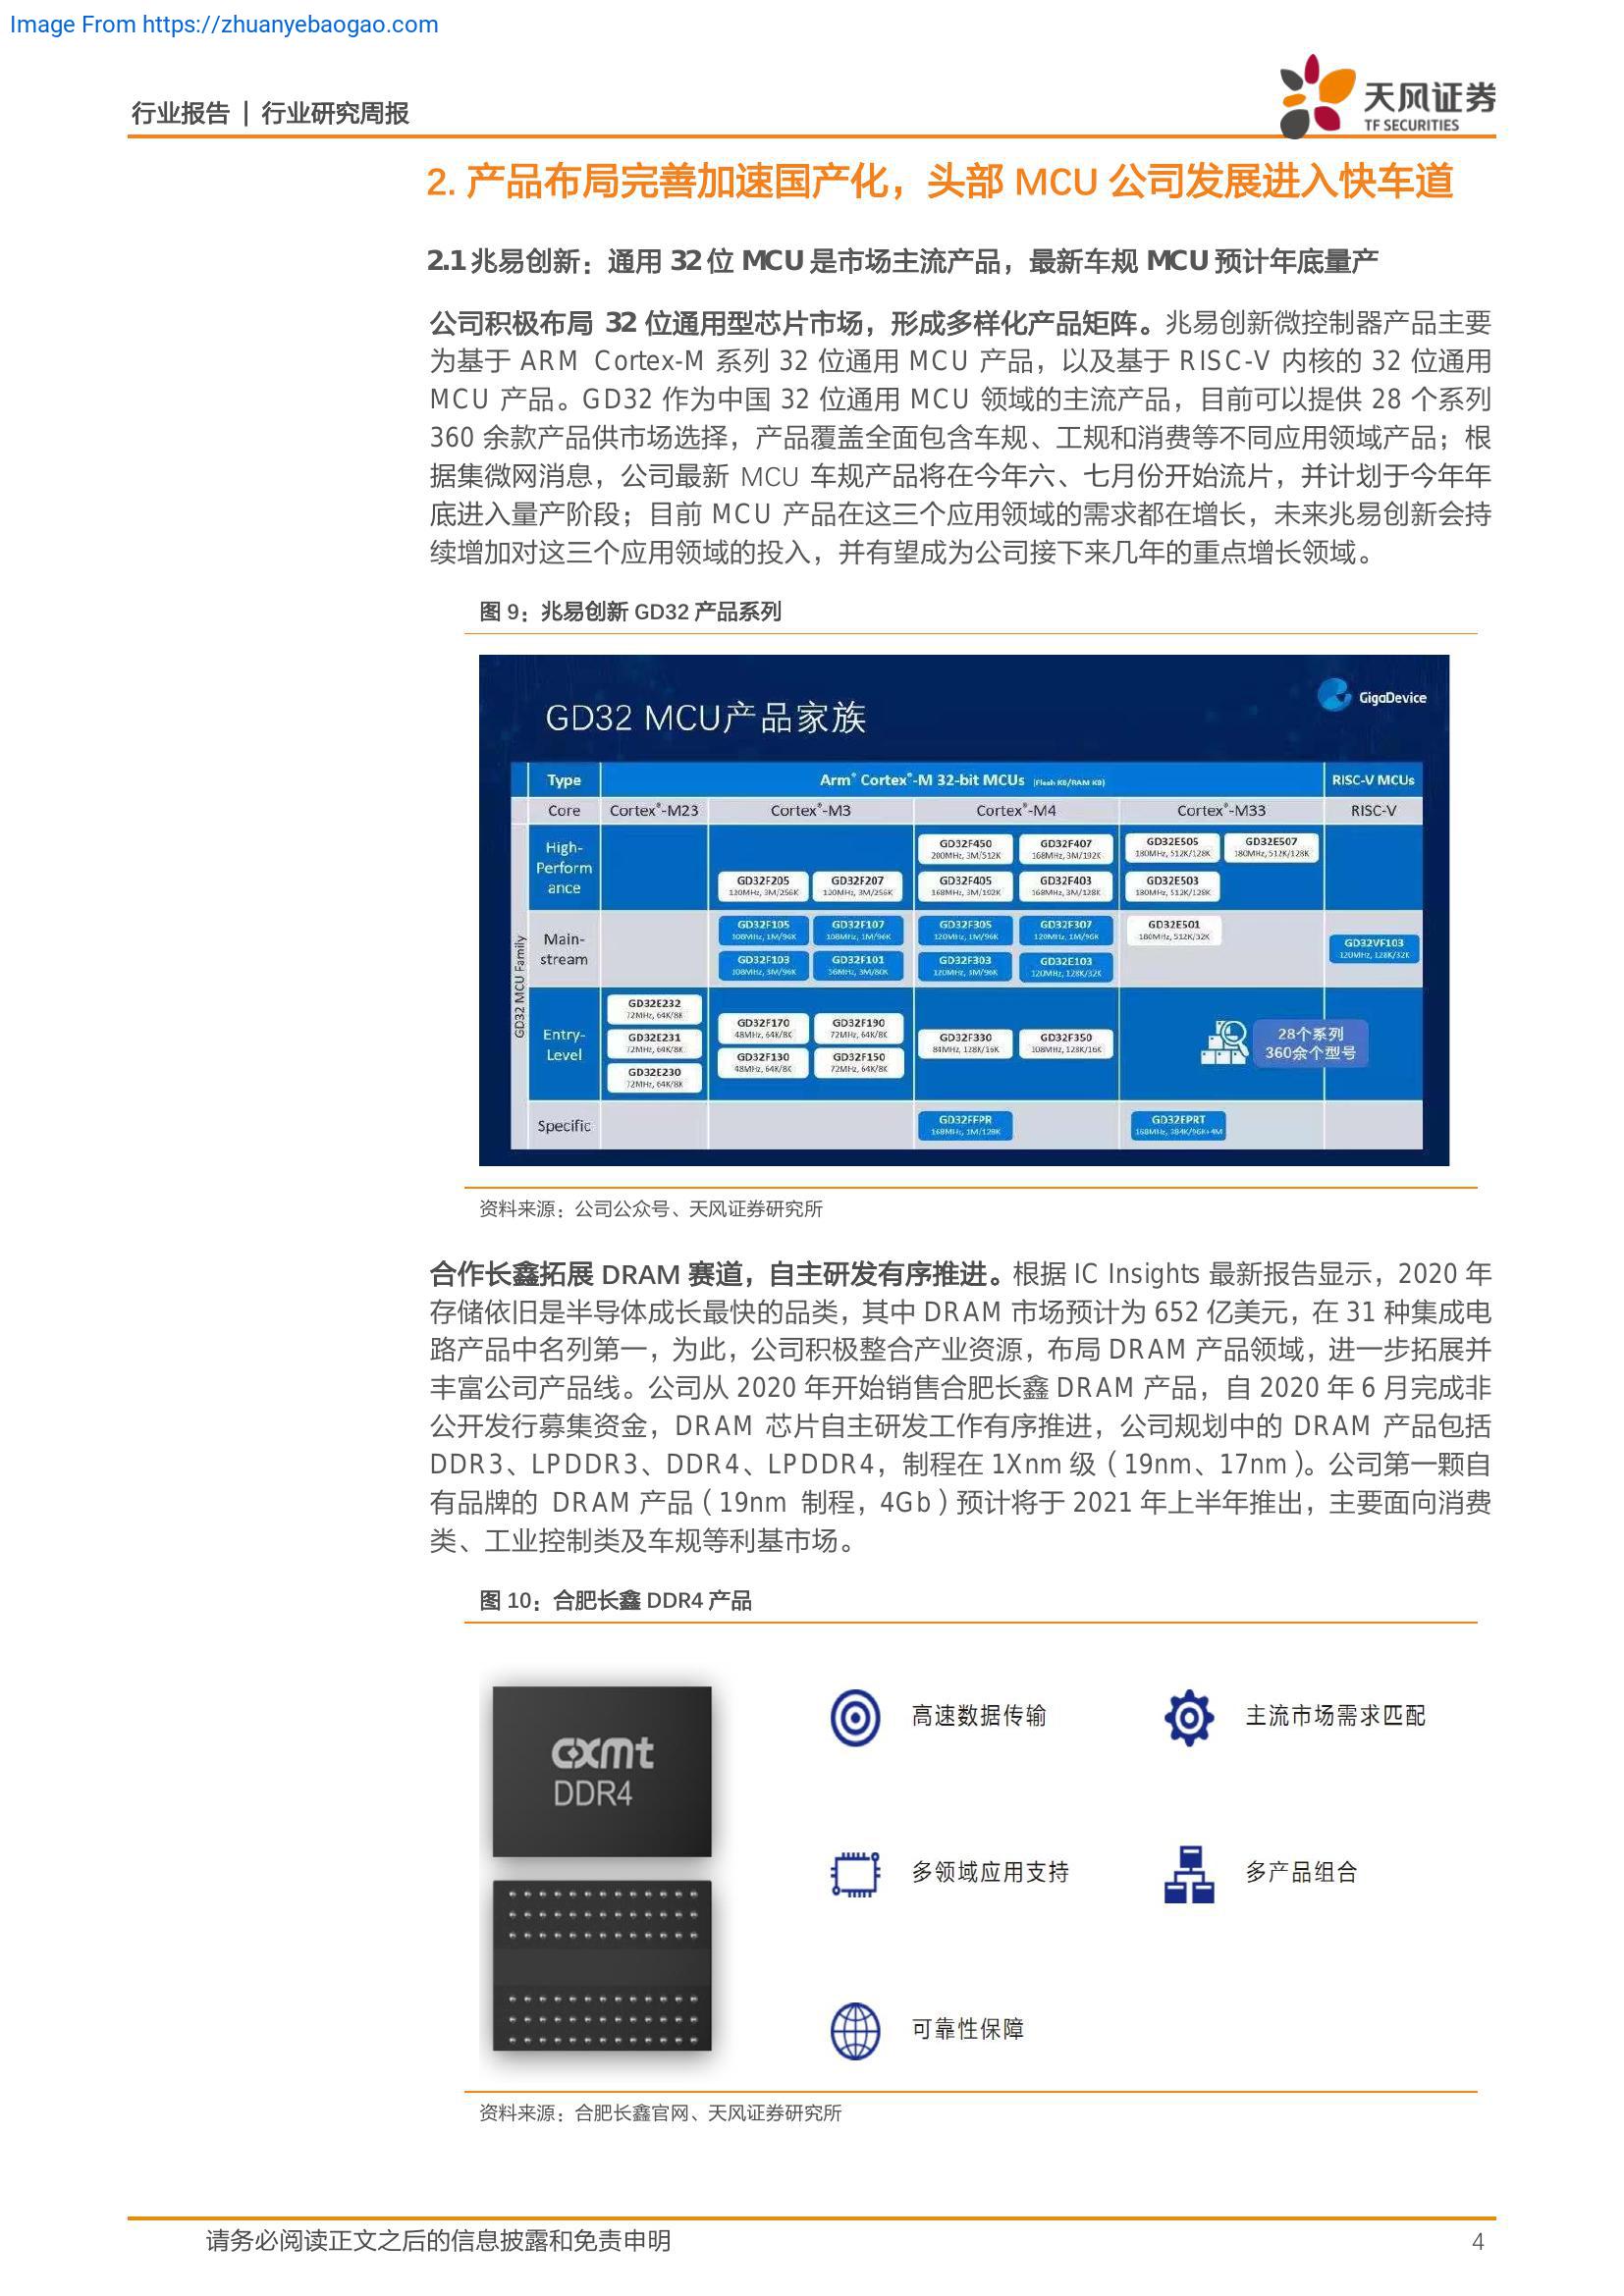 Image From https://zhuanyebaogao.com
行业报告 | 行业研究周报
天风证券
TF SECURITIES
2. 产品布局完善加速国产化，头部 MCU 公司发展进入快车道
2.1 兆易创新：通用 32 位 MCU 是市场主流产品，最新车规 MCU 预计年底量产
公司积极布局 32 位通用型芯片市场，形成多样化产品矩阵。兆易创新微控制器产品主要
为基于 ARM Cortex-M 系列 32 位通用 MCU 产品，以及基于 RISC-V 内核的 32 位通用
MCU 产品。GD32 作为中国 32 位通用 MCU 领域的主流产品，目前可以提供 28 个系列
360 余款产品供市场选择，产品覆盖全面包含车规、工规和消费等不同应用领域产品；根
据集微网消息，公司最新 MCU 车规产品将在今年六、七月份开始流片，并计划于今年年
底进入量产阶段；目前 MCU 产品在这三个应用领域的需求都在增长，未来兆易创新会持
续增加对这三个应用领域的投入，并有望成为公司接下来几年的重点增长领域。
图 9：兆易创新 GD32 产品系列
GigaDevice
GD32 MCU产品家族
Type Arm® Cortex®-M 32-bit MCUs (Flash KB/RAM KB) RISC-V MCUs
Core Cortex®-M23 Cortex®-M3 Cortex®-M4 Cortex®-M33 RISC-V
GD32 MCU Family
High-
Perform
ance
GD32F205
120MHz, 3M/256K
GD32F207
120MHz, 3M/256K
GD32F450
200MHz, 3M/512K
GD32F407
168MHz, 3M/192K
GD32F405
168MHz, 3M/192K
GD32F403
168MHz, 3M/128K
GD32E505
180MHz, 512K/128K
GD32E507
180MHz, 512K/128K
GD32E503
180MHz, 512K/128K
Main-
stream
GD32F105
108MHz, 1M/96K
GD32F107
108MHz, 1M/96K
GD32F103
108MHz, 3M/96K
GD32F101
56MHz, 3M/80K
GD32F305
120MHz, 1M/96K
GD32F307
120MHz, 1M/96K
GD32F303
120MHz, 3M/96K
GD32E103
120MHz, 128K/32K
GD32E501
180MHz, 512K/32K
GD32VF103
120MHz, 128K/32K
Entry-
Level
GD32E232
72MHz, 64K/8K
GD32E231
72MHz, 64K/8K
GD32E230
72MHz, 64K/8K
GD32F170
48MHz, 64K/8K
GD32F190
72MHz, 64K/8K
GD32F130
48MHz, 64K/8K
GD32F150
72MHz, 64K/8K
GD32F330
84MHz, 128K/16K
GD32F350
108MHz, 128K/16K
28个系列
360余个型号
Specific
GD32FFPR
168MHz, 1M/128K
GD32EPRT
168MHz, 384K/96K+4M
资料来源：公司公众号、天风证券研究所
合作长鑫拓展 DRAM 赛道，自主研发有序推进。根据 IC Insights 最新报告显示，2020 年
存储依旧是半导体成长最快的品类，其中 DRAM 市场预计为 652 亿美元，在 31 种集成电
路产品中名列第一，为此，公司积极整合产业资源，布局 DRAM 产品领域，进一步拓展并
丰富公司产品线。公司从 2020 年开始销售合肥长鑫 DRAM 产品，自 2020 年 6 月完成非
公开发行募集资金，DRAM 芯片自主研发工作有序推进，公司规划中的 DRAM 产品包括
DDR3、LPDDR3、DDR4、LPDDR4，制程在 1Xnm 级（19nm、17nm）。公司第一颗自
有品牌的 DRAM 产品（19nm 制程，4Gb）预计将于 2021 年上半年推出，主要面向消费
类、工业控制类及车规等利基市场。
图 10：合肥长鑫 DDR4 产品
cxmt
DDR4
高速数据传输
主流市场需求匹配
多领域应用支持
多产品组合
可靠性保障
资料来源：合肥长鑫官网、天风证券研究所
请务必阅读正文之后的信息披露和免责申明
4